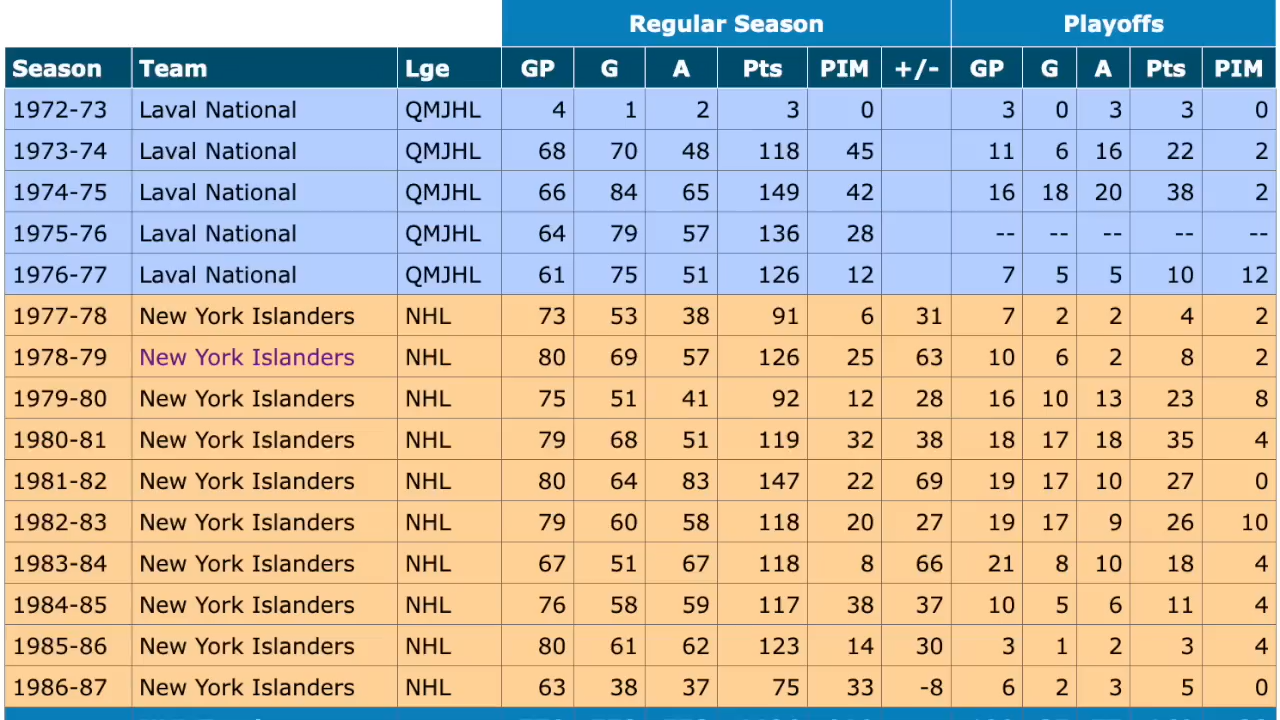 Regular Season Playoffs
Season Team Lge GP G A Pts PIM +/- GP G A Pts PIM
1972-73 Laval National QMJHL 4 1 2 3 0 3 0 3 3 0
1973-74 Laval National QMJHL 68 70 48 118 45 11 6 16 22 2
1974-75 Laval National QMJHL 66 84 65 149 42 16 18 20 38 2
1975-76 Laval National QMJHL 64 79 57 136 28 -- -- -- -- --
1976-77 Laval National QMJHL 61 75 51 126 12 7 5 5 10 12
1977-78 New York Islanders NHL 73 53 38 91 6 31 7 2 2 4 2
1978-79 New York Islanders NHL 80 69 57 126 25 63 10 6 2 8 2
1979-80 New York Islanders NHL 75 51 41 92 12 28 16 10 13 23 8
1980-81 New York Islanders NHL 79 68 51 119 32 38 18 17 18 35 4
1981-82 New York Islanders NHL 80 64 83 147 22 69 19 17 10 27 0
1982-83 New York Islanders NHL 79 60 58 118 20 27 19 17 9 26 10
1983-84 New York Islanders NHL 67 51 67 118 8 66 21 8 10 18 4
1984-85 New York Islanders NHL 76 58 59 117 38 37 10 5 6 11 4
1985-86 New York Islanders NHL 80 61 62 123 14 30 3 1 2 3 4
1986-87 New York Islanders NHL 63 38 37 75 33 -8 6 2 3 5 0